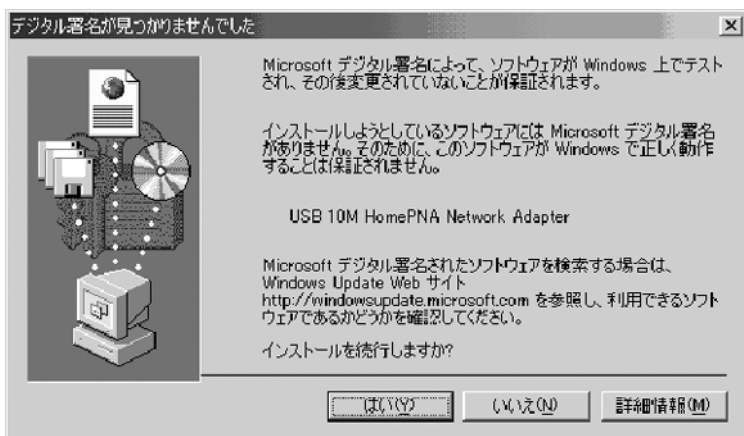 デジタル署名が見つかりませんでした
Microsoft デジタル署名によって、ソフトウェアが Windows 上でテスト
され、その後変更されていないことが保証されます。
インストールしようとしているソフトウェアには Microsoft デジタル署名
がありません。そのために、このソフトウェアが Windows で正しく動作
することは保証されません。
USB 10M HomePNA Network Adapter
Microsoft デジタル署名されたソフトウェアを検索する場合は、
Windows Update Web サイト
http://windowsupdate.microsoft.com を参照し、利用できるソフト
ウェアであるかどうかを確認してください。
インストールを続行しますか?
はい(Y) いいえ(N) 詳細情報(M)